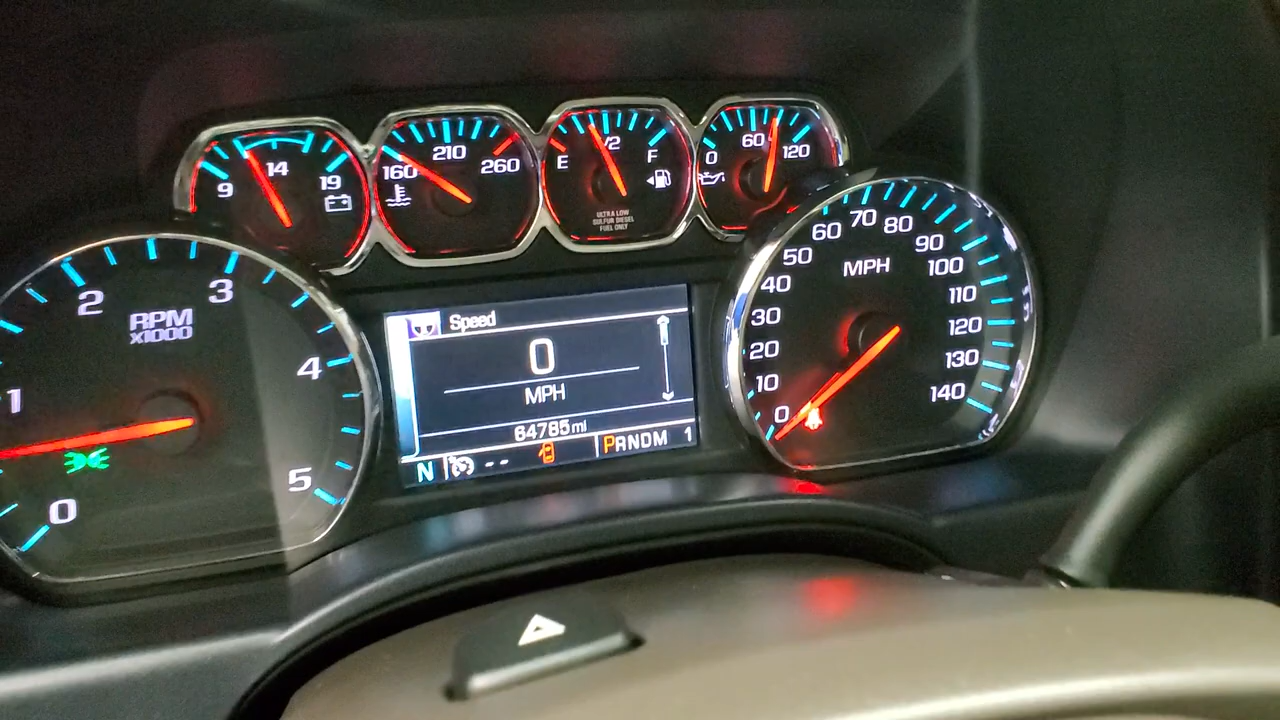 9 14 19
160 210 260
E 1/2 F
ULTRA LOW
SULFUR DIESEL
FUEL ONLY
0 60 120
0 1 2 3 4 5
RPM
x1000
Speed
0
MPH
64785mi
N -- PRNDM 1
MPH
0 10 20 30 40 50 60 70 80 90 100 110 120 130 140